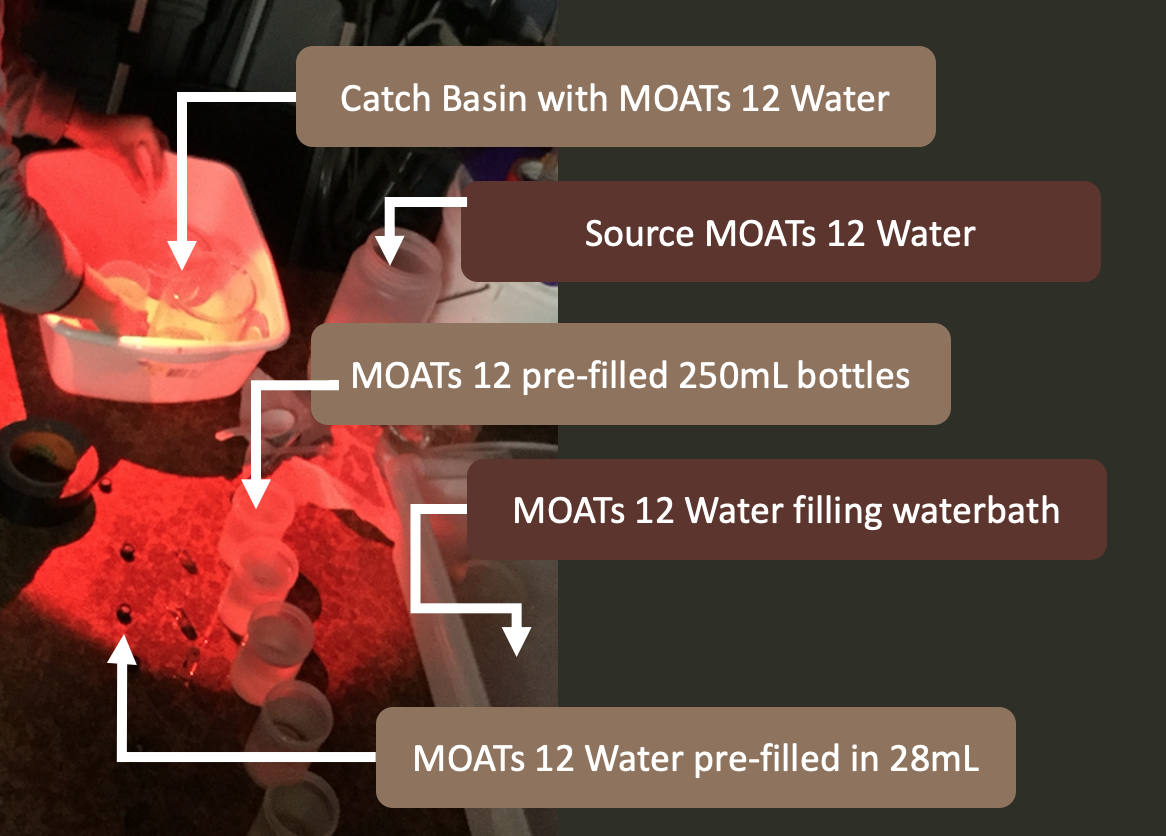 Catch Basin with MOATs 12 Water
Source MOATs 12 Water
MOATs 12 pre-filled 250mL bottles
MOATs 12 Water filling waterbath
MOATs 12 Water pre-filled in 28mL